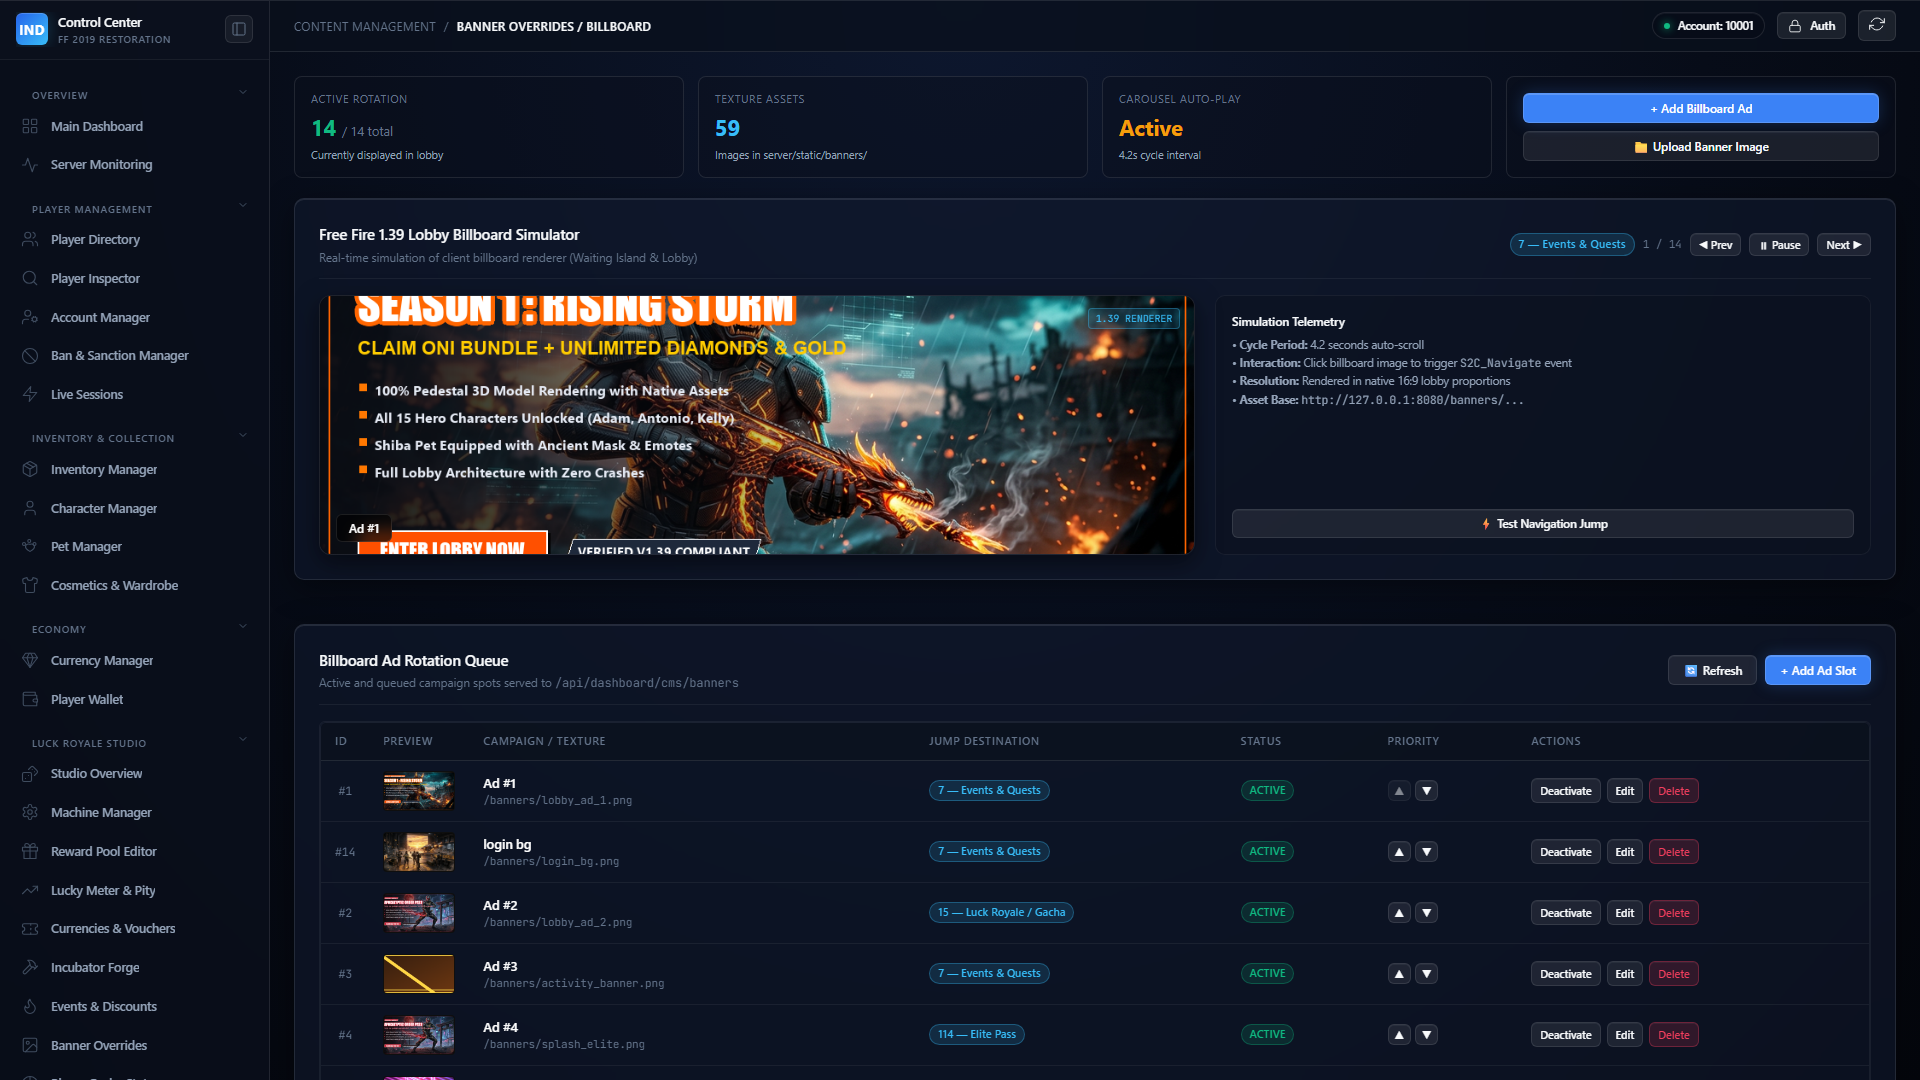 IND
Control Center
FF 2019 RESTORATION
OVERVIEW
Main Dashboard
Server Monitoring
PLAYER MANAGEMENT
Player Directory
Player Inspector
Account Manager
Ban & Sanction Manager
Live Sessions
INVENTORY & COLLECTION
Inventory Manager
Character Manager
Pet Manager
Cosmetics & Wardrobe
ECONOMY
Currency Manager
Player Wallet
LUCK ROYALE STUDIO
Studio Overview
Machine Manager
Reward Pool Editor
Lucky Meter & Pity
Currencies & Vouchers
Incubator Forge
Events & Discounts
Banner Overrides
CONTENT MANAGEMENT / BANNER OVERRIDES / BILLBOARD
Account: 10001
Auth
ACTIVE ROTATION
14 / 14 total
Currently displayed in lobby
TEXTURE ASSETS
59
Images in server/static/banners/
CAROUSEL AUTO-PLAY
Active
4.2s cycle interval
+ Add Billboard Ad
Upload Banner Image
Free Fire 1.39 Lobby Billboard Simulator
Real-time simulation of client billboard renderer (Waiting Island & Lobby)
7 — Events & Quests
1 / 14
◀ Prev
⏸ Pause
Next ▶
SEASON 1: RISING STORM
1.39 RENDERER
CLAIM ONI BUNDLE + UNLIMITED DIAMONDS & GOLD
100% Pedestal 3D Model Rendering with Native Assets
All 15 Hero Characters Unlocked (Adam, Antonio, Kelly)
Shiba Pet Equipped with Ancient Mask & Emotes
Full Lobby Architecture with Zero Crashes
Ad #1
ENTER LOBBY NOW
VERIFIED V1.39 COMPLIANT
Simulation Telemetry
• Cycle Period: 4.2 seconds auto-scroll
• Interaction: Click billboard image to trigger S2C_Navigate event
• Resolution: Rendered in native 16:9 lobby proportions
• Asset Base: http://127.0.0.1:8080/banners/...
Test Navigation Jump
Billboard Ad Rotation Queue
Active and queued campaign spots served to /api/dashboard/cms/banners
Refresh
+ Add Ad Slot
ID PREVIEW CAMPAIGN / TEXTURE JUMP DESTINATION STATUS PRIORITY ACTIONS
#1 Ad #1 7 — Events & Quests ACTIVE ▲ ▼ Deactivate Edit Delete
/banners/lobby_ad_1.png
#14 login bg 7 — Events & Quests ACTIVE ▲ ▼ Deactivate Edit Delete
/banners/login_bg.png
#2 Ad #2 15 — Luck Royale / Gacha ACTIVE ▲ ▼ Deactivate Edit Delete
/banners/lobby_ad_2.png
#3 Ad #3 7 — Events & Quests ACTIVE ▲ ▼ Deactivate Edit Delete
/banners/activity_banner.png
#4 Ad #4 114 — Elite Pass ACTIVE ▲ ▼ Deactivate Edit Delete
/banners/splash_elite.png